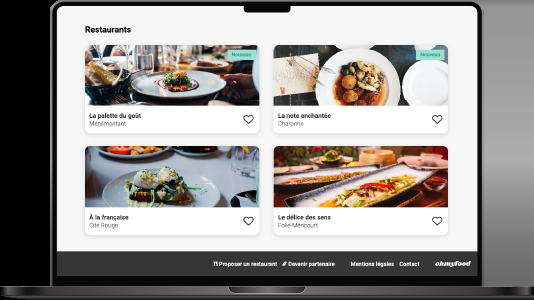 Restaurants
Nouveau
Nouveau
La palette du goût
Ménilmontant
La note enchantée
Charonne
À la française
Cité Rouge
Le délice des sens
Folie-Méricourt
Proposer un restaurant Devenir partenaire Mentions légales Contact ohmyfood